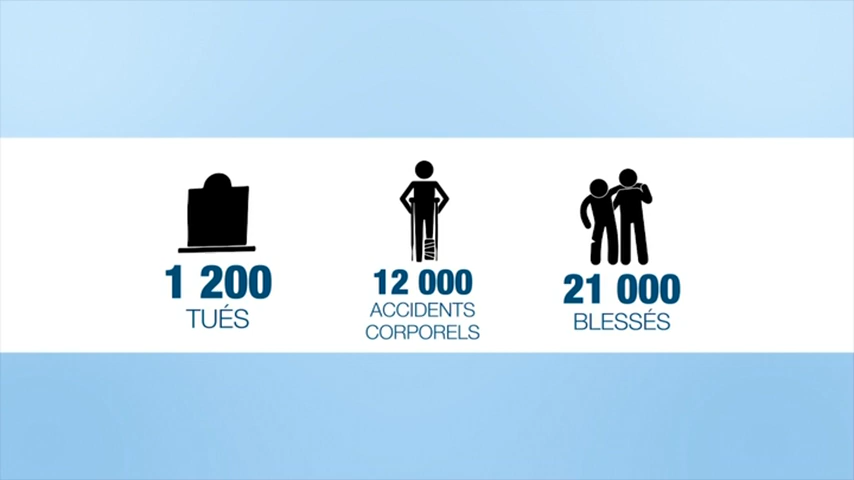 1 200
TUÉS
12 000
ACCIDENTS
CORPORELS
21 000
BLESSÉS